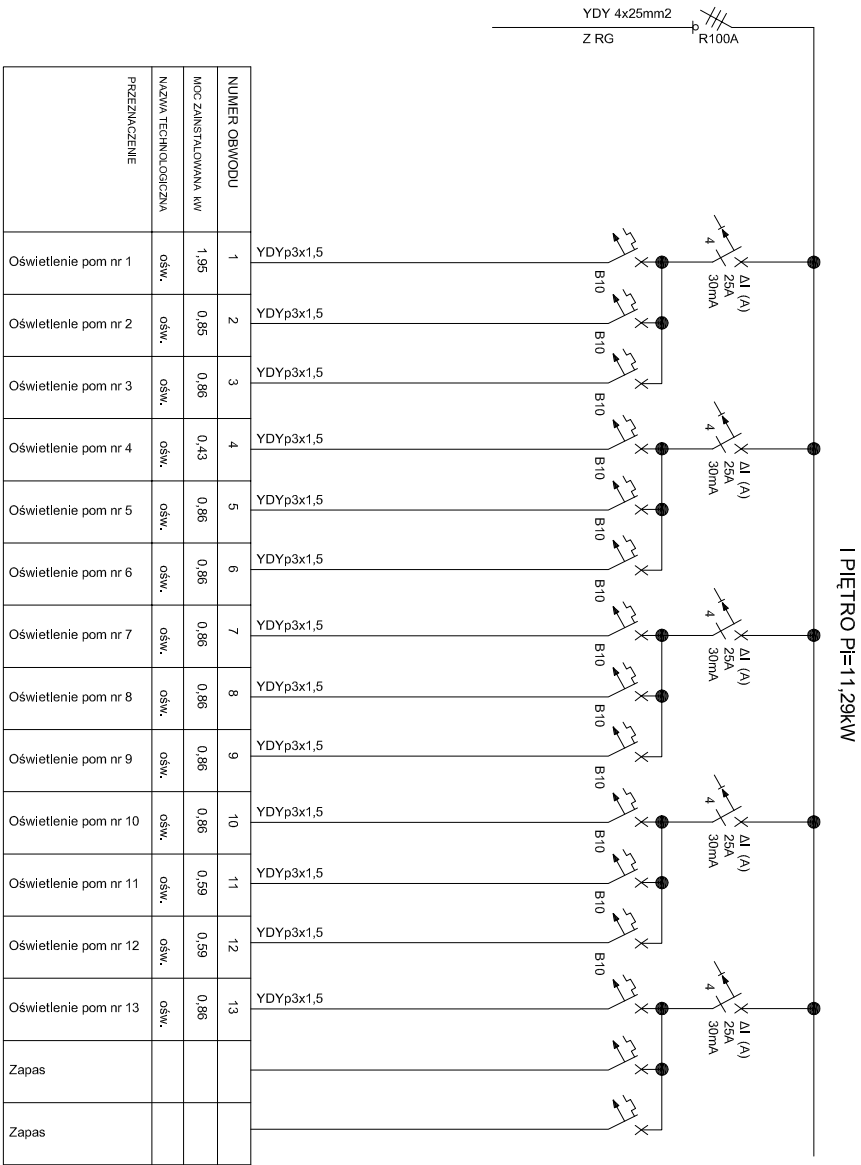 YDY 4x25mm2
Z RG
R100A
I PIĘTRO Pi=11,29kW
NUMER OBWODU
MOC ZAINSTALOWANA kW
NAZWA TECHNOLOGICZNA
PRZEZNACZENIE
4
ΔI (A)
25A
30mA
Oświetlenie pom nr 1
ośw.
1,95
1
YDYp3x1,5
B10
Oświetlenie pom nr 2
ośw.
0,85
2
YDYp3x1,5
B10
Oświetlenie pom nr 3
ośw.
0,86
3
YDYp3x1,5
B10
4
ΔI (A)
25A
30mA
Oświetlenie pom nr 4
ośw.
0,43
4
YDYp3x1,5
B10
Oświetlenie pom nr 5
ośw.
0,86
5
YDYp3x1,5
B10
Oświetlenie pom nr 6
ośw.
0,86
6
YDYp3x1,5
B10
4
ΔI (A)
25A
30mA
Oświetlenie pom nr 7
ośw.
0,86
7
YDYp3x1,5
B10
Oświetlenie pom nr 8
ośw.
0,86
8
YDYp3x1,5
B10
Oświetlenie pom nr 9
ośw.
0,86
9
YDYp3x1,5
B10
4
ΔI (A)
25A
30mA
Oświetlenie pom nr 10
ośw.
0,86
10
YDYp3x1,5
B10
Oświetlenie pom nr 11
ośw.
0,59
11
YDYp3x1,5
B10
Oświetlenie pom nr 12
ośw.
0,59
12
YDYp3x1,5
B10
4
ΔI (A)
25A
30mA
Oświetlenie pom nr 13
ośw.
0,86
13
YDYp3x1,5
Zapas
Zapas